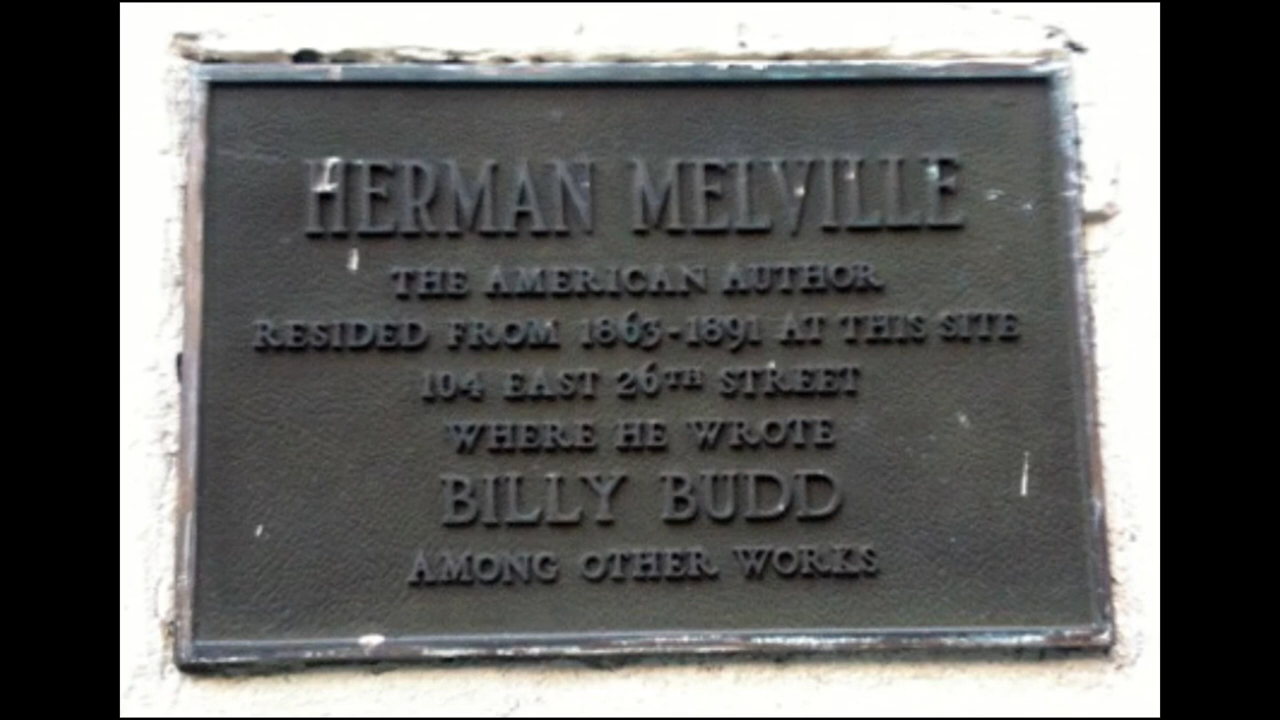 HERMAN MELVILLE
THE AMERICAN AUTHOR
RESIDED FROM 1863-1891 AT THIS SITE
104 EAST 26TH STREET
WHERE HE WROTE
BILLY BUDD
AMONG OTHER WORKS